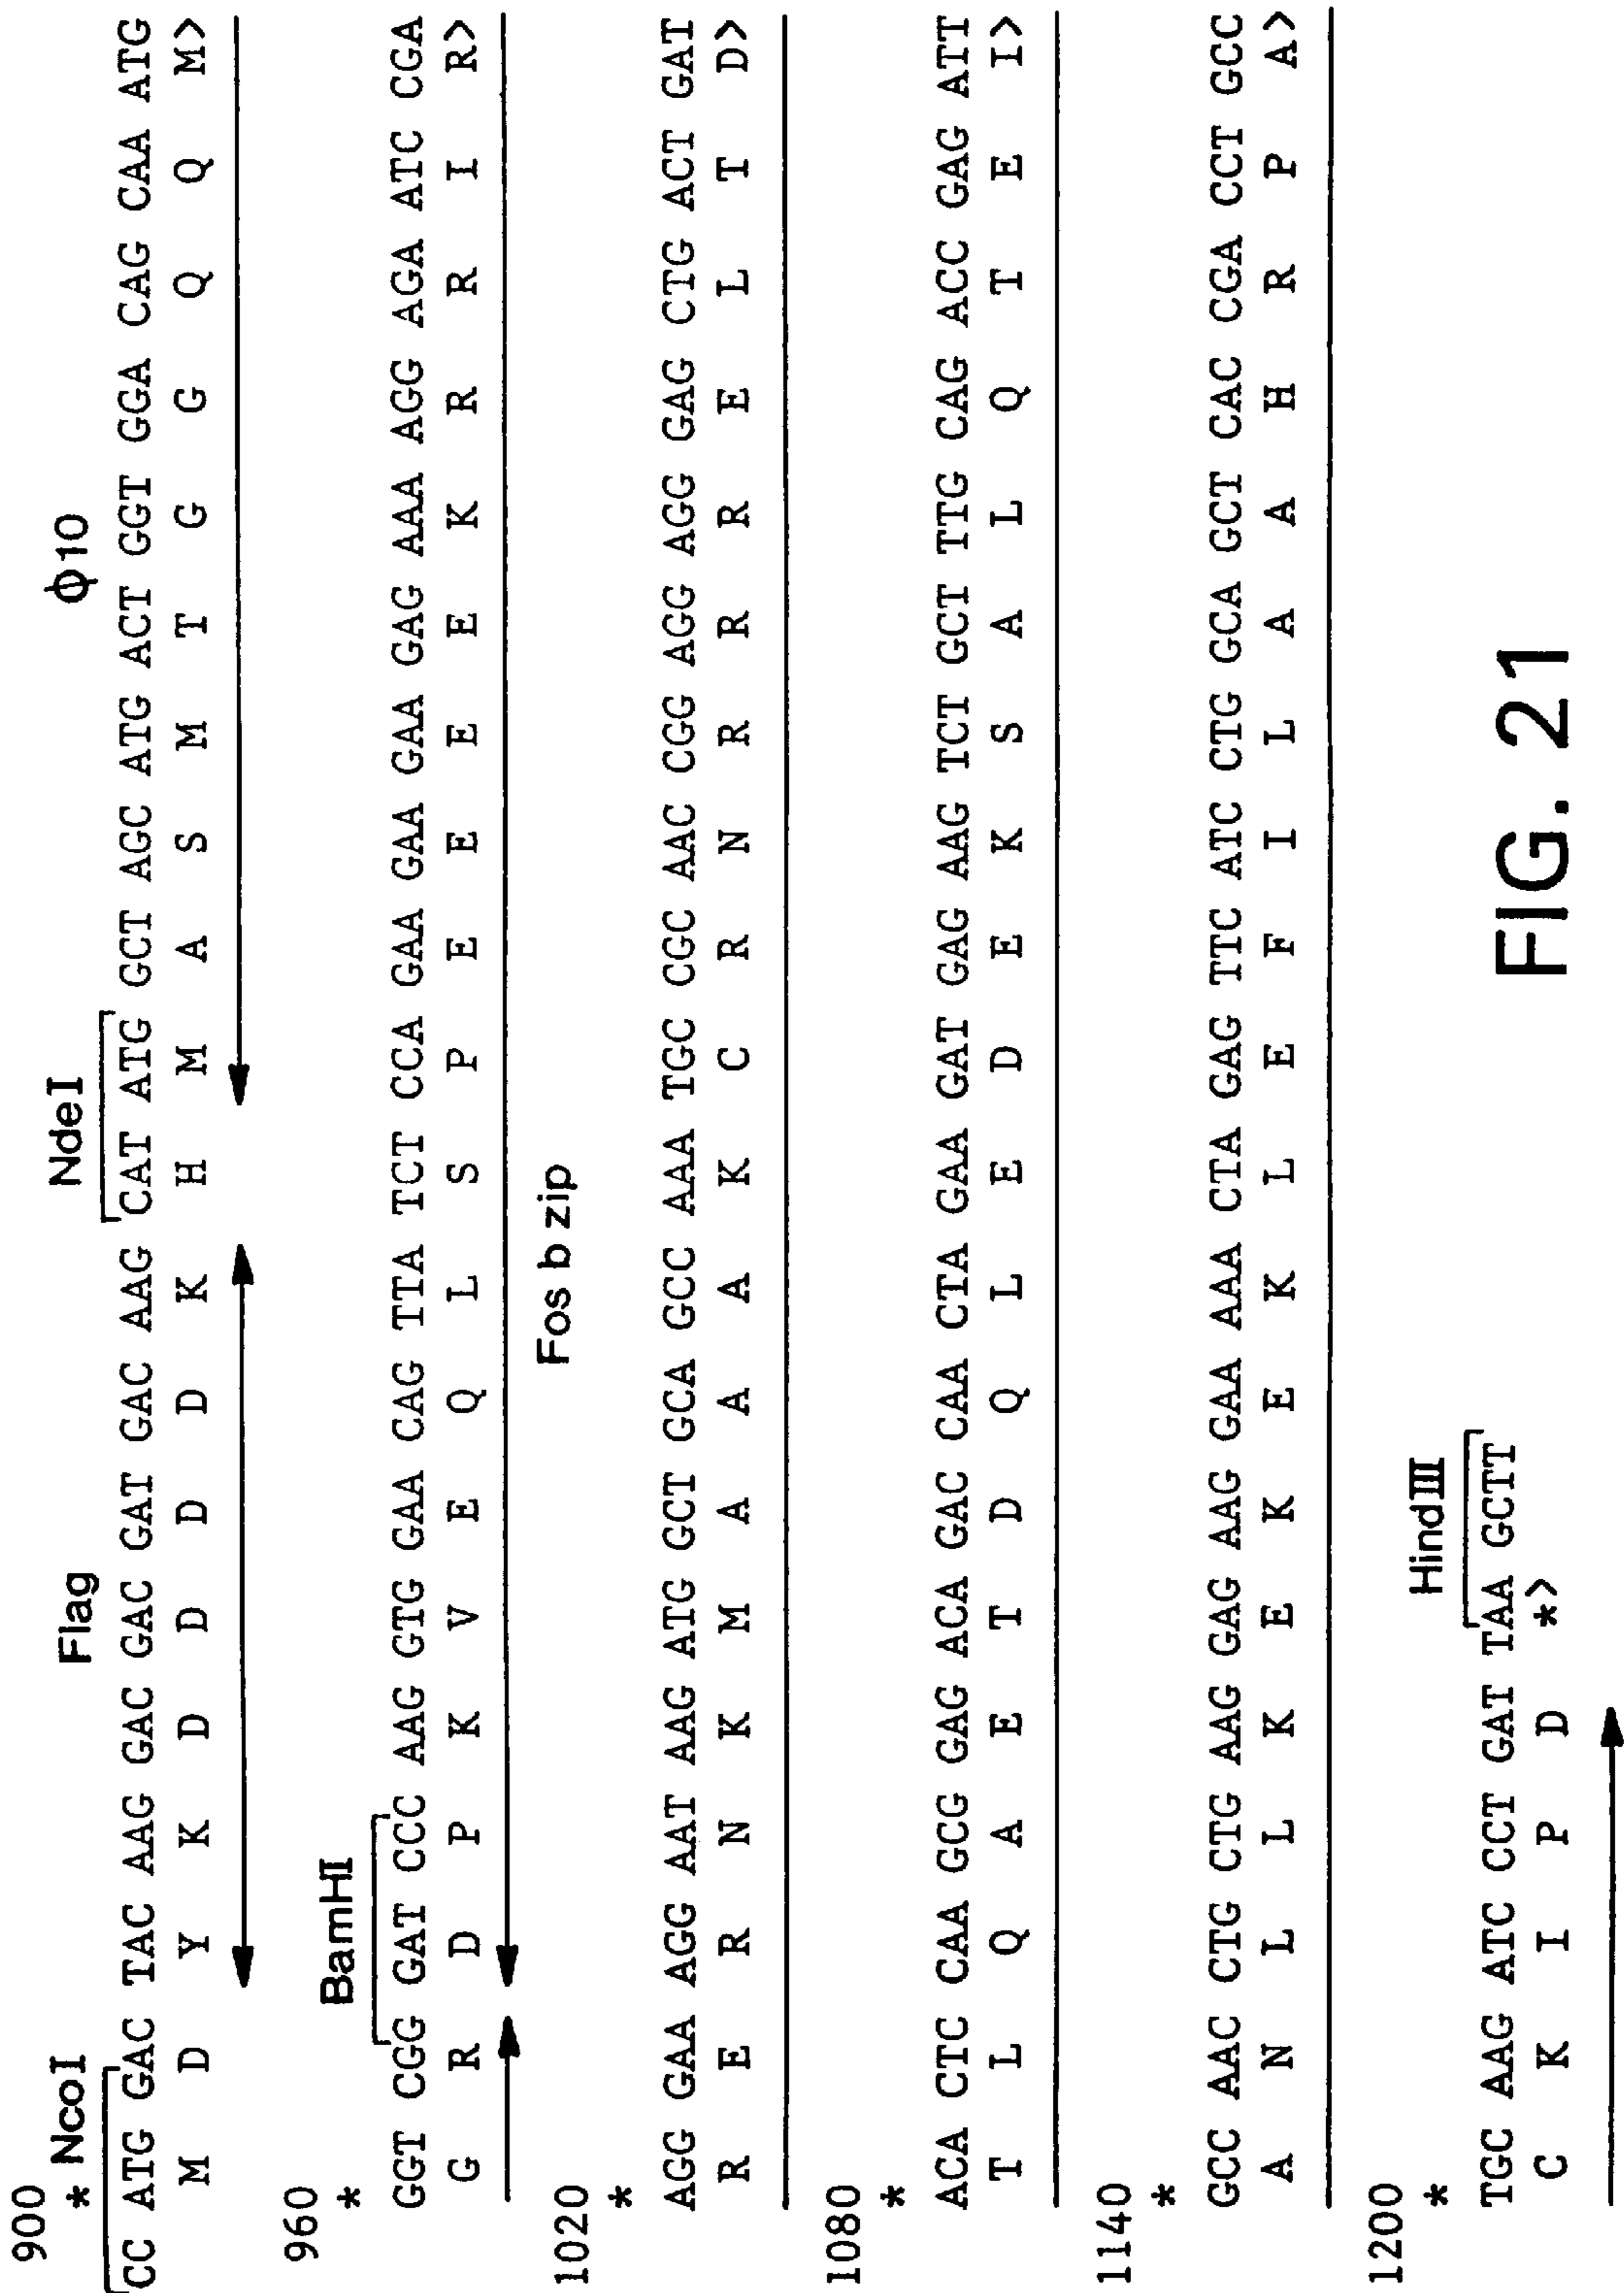 900
* NcoI Flag NdeI ϕ10
CC ATG GAC TAC AAG GAC GAC GAT GAC AAG CAT ATG GCT AGC ATG ACT GGT GGA CAG CAA ATG
M D Y K D D D D K H M A S M T G G Q Q M>
960
* BamHI
GGT CGG GAT CCC AAG GTG GAA CAG TTA TCT CCA GAA GAA GAA GAG AAA AGG AGA ATC CGA
G R D P K V E Q L S P E E E E K R R I R>
Fos b zip
1020
*
AGG GAA AGG AAT AAG ATG GCT GCA GCC AAA TGC CGC AAC CGG AGG AGG GAG CTG ACT GAT
R E R N K M A A A K C R N R R R E L T D>
1080
*
ACA CTC CAA GCG GAG ACA GAC CAA CTA GAA GAT GAG AAG TCT GCT TTG CAG ACC GAG ATT
T L Q A E T D Q L E D E K S A L Q T E I>
1140
*
GCC AAC CTG CTG AAG GAG AAG GAA AAA CTA GAG TTC ATC CTG GCA GCT CAC CGA CCT GCC
A N L L K E K E K L E F I L A A H R P A>
1200
* HindIII
TGC AAG ATC CCT GAT TAA GCTT
C K I P D *>
FIG. 21